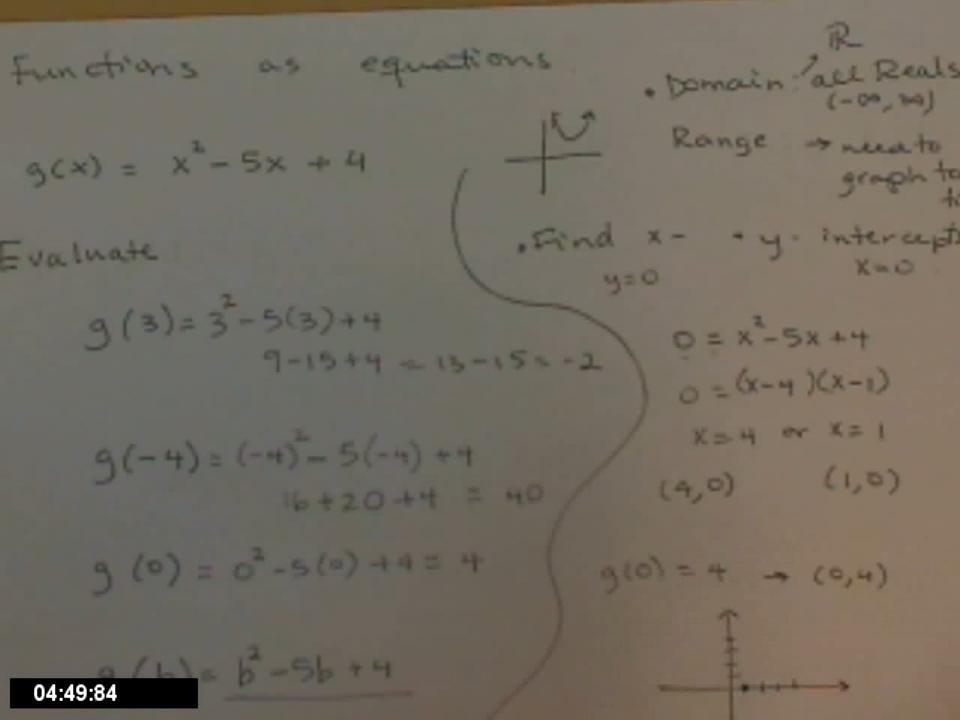 Functions as equations
g(x) = x² - 5x + 4
Evaluate
g(3) = 3² - 5(3) + 4
9 - 15 + 4 = 13 - 15 = -2
g(-4) = (-4)² - 5(-4) + 4
16 + 20 + 4 = 40
g(0) = 0² - 5(0) + 4 = 4
g(b) = b² - 5b + 4
ℝ
• Domain: all Reals
(-∞, ∞)
Range → need to
graph to
• Find x- + y- intercepts
y=0 x=0
0 = x² - 5x + 4
0 = (x-4)(x-1)
x=4 or x=1
(4,0) (1,0)
g(0) = 4 → (0,4)
04:49:84